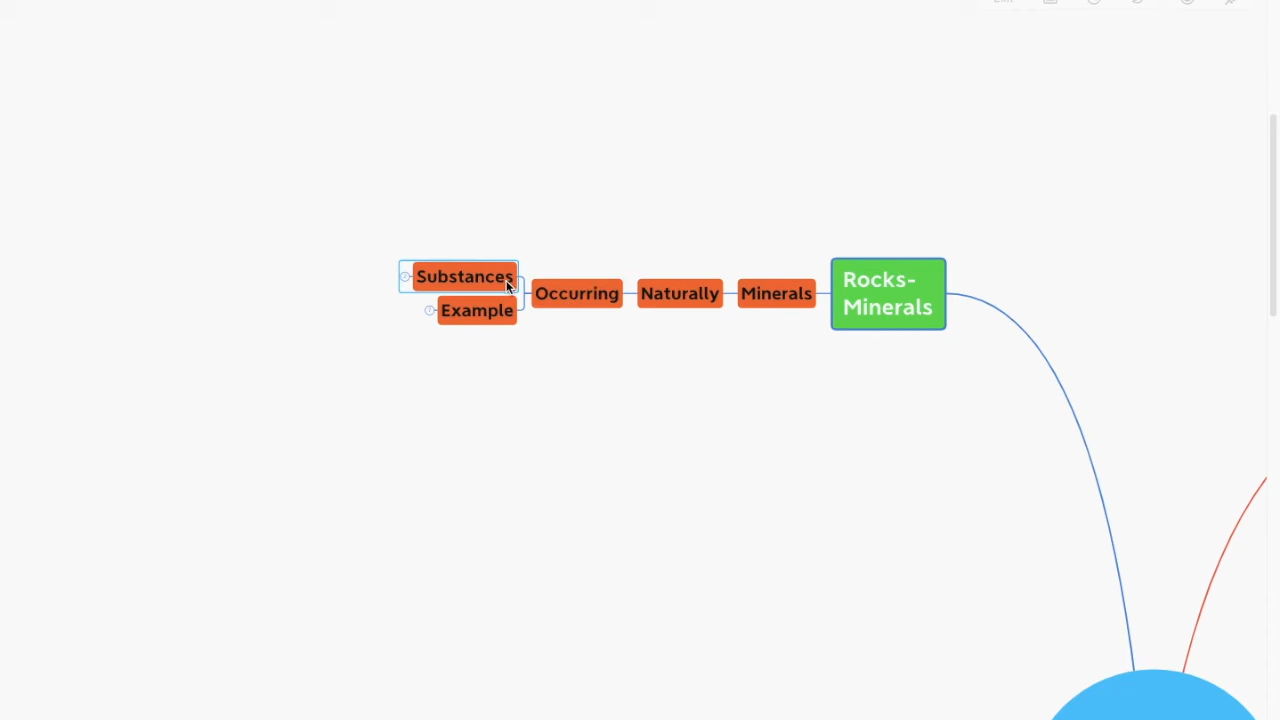 Substances
Example
Occurring
Naturally
Minerals
Rocks-
Minerals